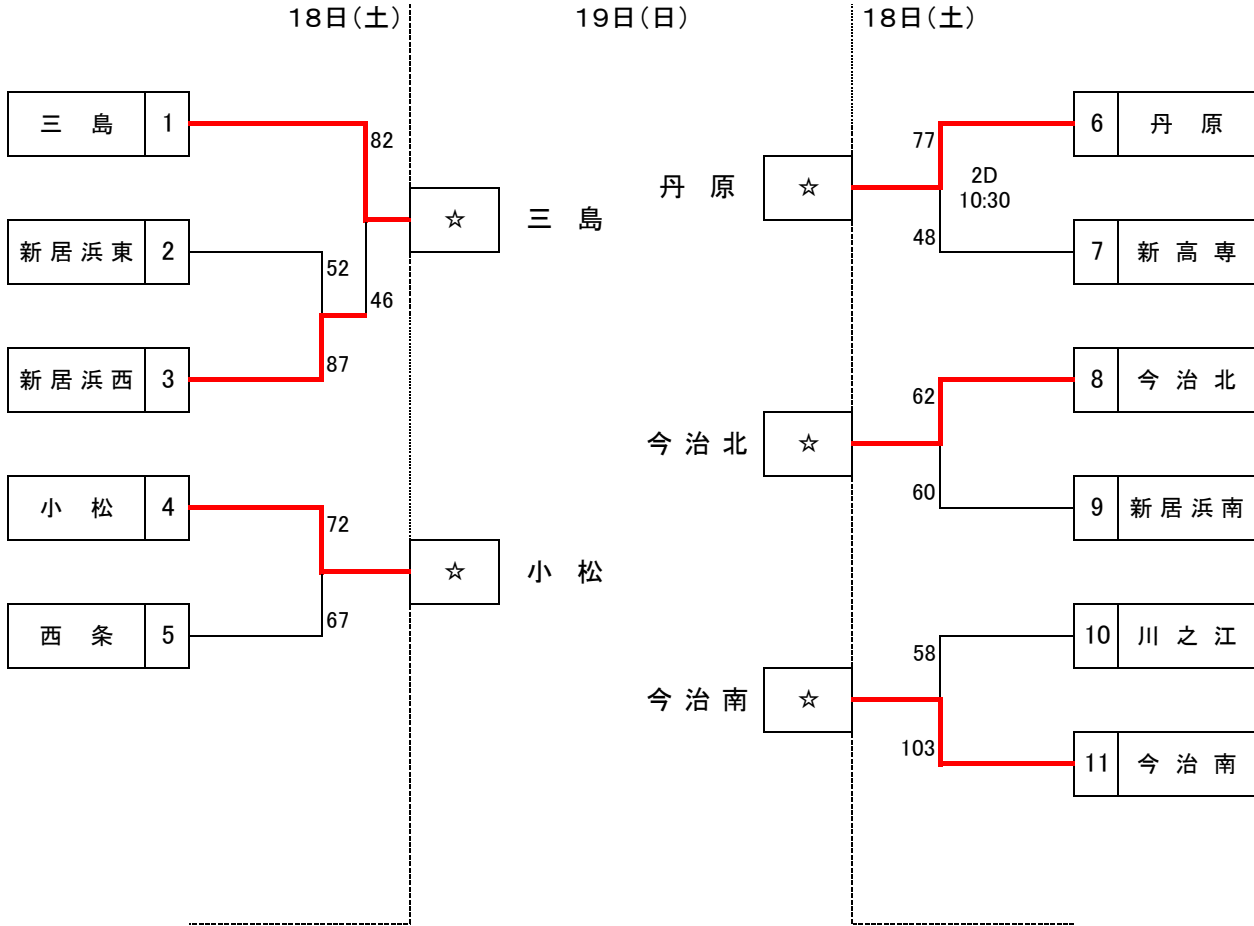 18日(土)
19日(日)
18日(土)
三島 1
82
☆ 三島
新居浜東 2
52
46
新居浜西 3
87
小松 4
72
☆ 小松
西条 5
67
6 丹原
77
丹原 ☆
2D
10:30
7 新高専
48
8 今治北
62
今治北 ☆
60
9 新居浜南
10 川之江
58
今治南 ☆
103
11 今治南